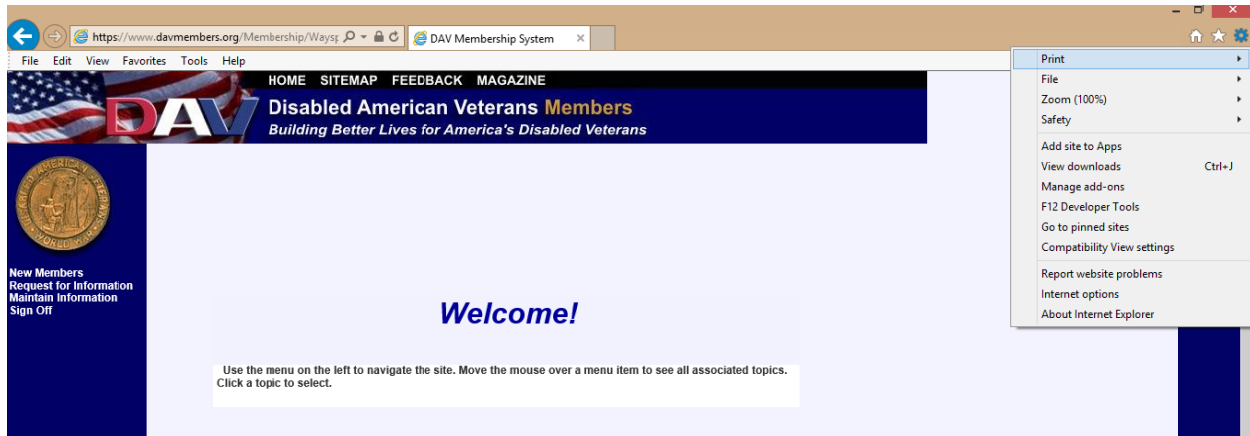 https://www.davmembers.org/Membership/Waysp
DAV Membership System
File Edit View Favorites Tools Help
HOME SITEMAP FEEDBACK MAGAZINE
DAV
Disabled American Veterans Members
Building Better Lives for America's Disabled Veterans
DISABLED AMERICAN VETERANS
WORLD WAR
New Members
Request for Information
Maintain Information
Sign Off
Welcome!
Use the menu on the left to navigate the site. Move the mouse over a menu item to see all associated topics.
Click a topic to select.
Print
File
Zoom (100%)
Safety
Add site to Apps
View downloads Ctrl+J
Manage add-ons
F12 Developer Tools
Go to pinned sites
Compatibility View settings
Report website problems
Internet options
About Internet Explorer